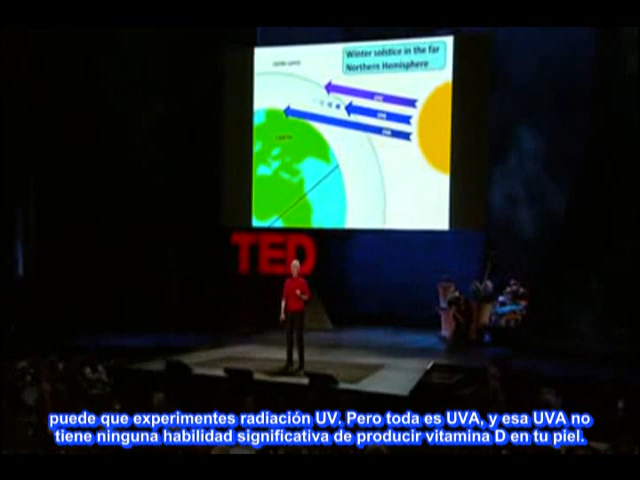 Winter solstice in the far
Northern Hemisphere
TED
puede que experimentes radiación UV. Pero toda es UVA, y esa UVA no
tiene ninguna habilidad significativa de producir vitamina D en tu piel.